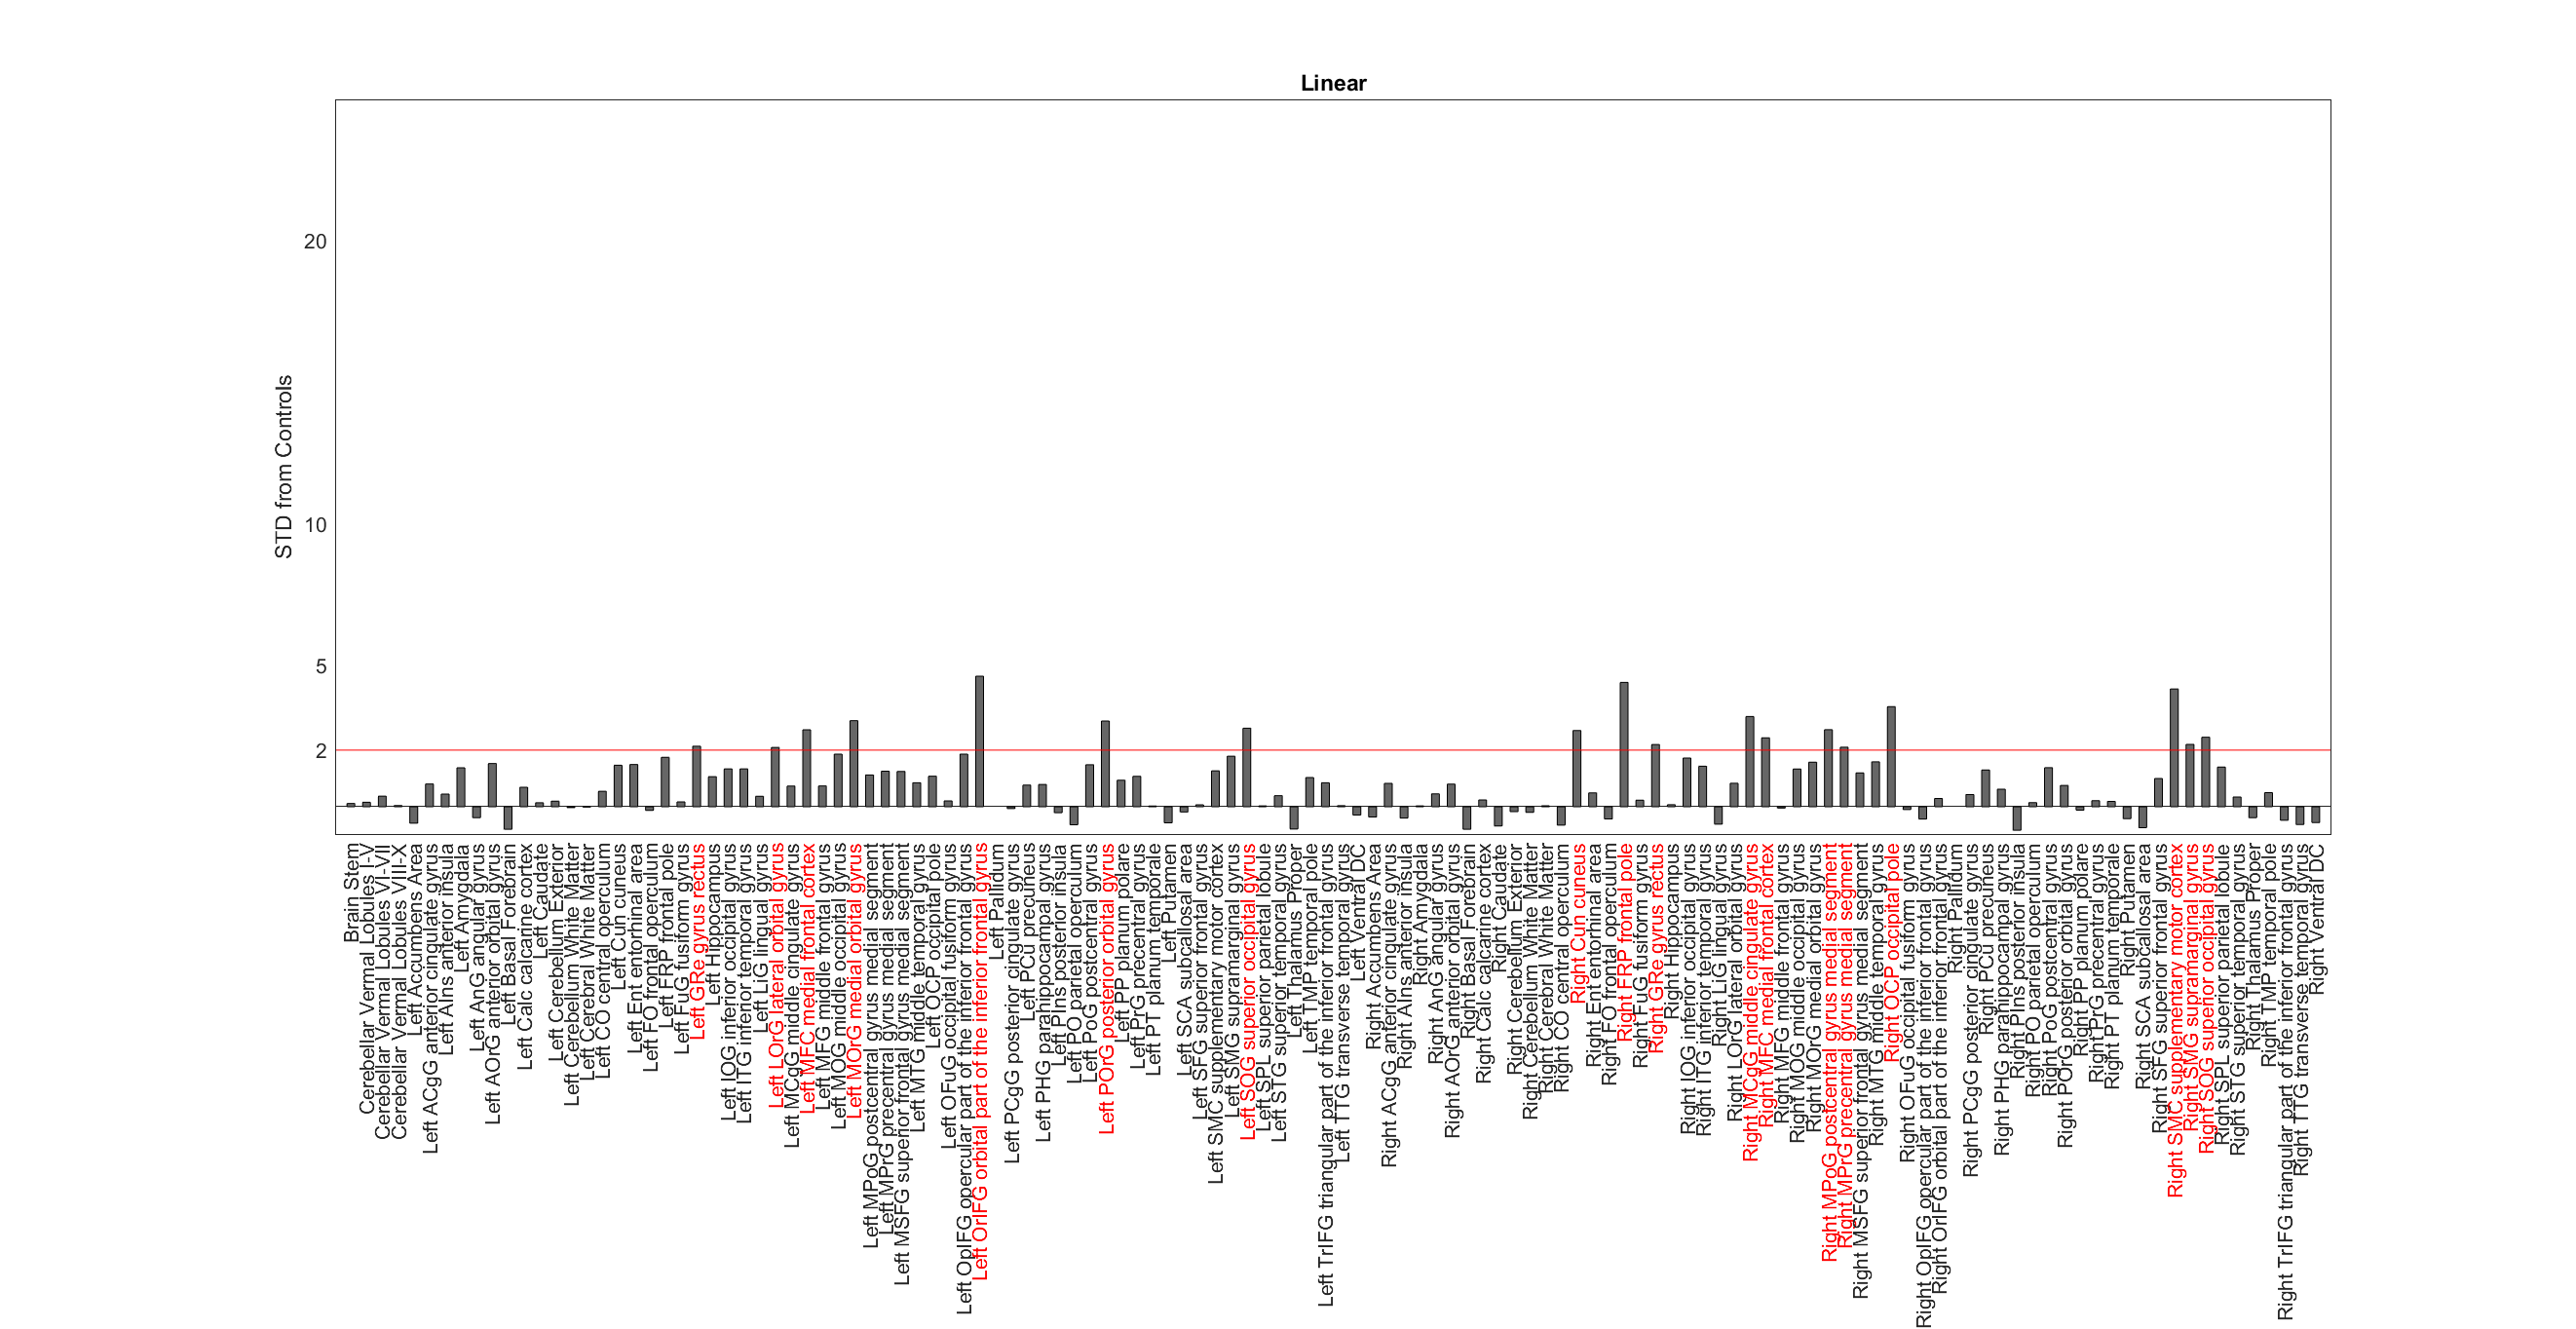 Linear
STD from Controls
20
10
5
2
Brain Stem
Cerebellar Vermal Lobules I-V
Cerebellar Vermal Lobules VI-VII
Cerebellar Vermal Lobules VIII-X
Left Accumbens Area
Left ACgG anterior cingulate gyrus
Left AIns anterior insula
Left Amygdala
Left AnG angular gyrus
Left AOrG anterior orbital gyrus
Left Basal Forebrain
Left Calc calcarine cortex
Left Caudate
Left Cerebellum Exterior
Left Cerebellum White Matter
Left Cerebral White Matter
Left CO central operculum
Left Cun cuneus
Left Ent entorhinal area
Left FO frontal operculum
Left FRP frontal pole
Left FuG fusiform gyrus
Left GRe gyrus rectus
Left Hippocampus
Left IOG inferior occipital gyrus
Left ITG inferior temporal gyrus
Left LiG lingual gyrus
Left LOrG lateral orbital gyrus
Left MCgG middle cingulate gyrus
Left MFC medial frontal cortex
Left MFG middle frontal gyrus
Left MOG middle occipital gyrus
Left MOrG medial orbital gyrus
Left MPoG postcentral gyrus medial segment
Left MPrG precentral gyrus medial segment
Left MSFG superior frontal gyrus medial segment
Left MTG middle temporal gyrus
Left OCP occipital pole
Left OFuG occipital fusiform gyrus
Left OpIFG opercular part of the inferior frontal gyrus
Left OrIFG orbital part of the inferior frontal gyrus
Left Pallidum
Left PCgG posterior cingulate gyrus
Left PCu precuneus
Left PHG parahippocampal gyrus
Left PIns posterior insula
Left PO parietal operculum
Left PoG postcentral gyrus
Left POrG posterior orbital gyrus
Left PP planum polare
Left PrG precentral gyrus
Left PT planum temporale
Left Putamen
Left SCA subcallosal area
Left SFG superior frontal gyrus
Left SMC supplementary motor cortex
Left SMG supramarginal gyrus
Left SOG superior occipital gyrus
Left SPL superior parietal lobule
Left STG superior temporal gyrus
Left Thalamus Proper
Left TMP temporal pole
Left TrIFG triangular part of the inferior frontal gyrus
Left TTG transverse temporal gyrus
Left Ventral DC
Right Accumbens Area
Right ACgG anterior cingulate gyrus
Right AIns anterior insula
Right Amygdala
Right AnG angular gyrus
Right AOrG anterior orbital gyrus
Right Basal Forebrain
Right Calc calcarine cortex
Right Caudate
Right Cerebellum Exterior
Right Cerebellum White Matter
Right Cerebral White Matter
Right CO central operculum
Right Cun cuneus
Right Ent entorhinal area
Right FO frontal operculum
Right FRP frontal pole
Right FuG fusiform gyrus
Right GRe gyrus rectus
Right Hippocampus
Right IOG inferior occipital gyrus
Right ITG inferior temporal gyrus
Right LiG lingual gyrus
Right LOrG lateral orbital gyrus
Right MCgG middle cingulate gyrus
Right MFC medial frontal cortex
Right MFG middle frontal gyrus
Right MOG middle occipital gyrus
Right MOrG medial orbital gyrus
Right MPoG postcentral gyrus medial segment
Right MPrG precentral gyrus medial segment
Right MSFG superior frontal gyrus medial segment
Right MTG middle temporal gyrus
Right OCP occipital pole
Right OFuG occipital fusiform gyrus
Right OpIFG opercular part of the inferior frontal gyrus
Right OrIFG orbital part of the inferior frontal gyrus
Right Pallidum
Right PCgG posterior cingulate gyrus
Right PCu precuneus
Right PHG parahippocampal gyrus
Right PIns posterior insula
Right PO parietal operculum
Right PoG postcentral gyrus
Right POrG posterior orbital gyrus
Right PP planum polare
Right PrG precentral gyrus
Right PT planum temporale
Right Putamen
Right SCA subcallosal area
Right SFG superior frontal gyrus
Right SMC supplementary motor cortex
Right SMG supramarginal gyrus
Right SOG superior occipital gyrus
Right SPL superior parietal lobule
Right STG superior temporal gyrus
Right Thalamus Proper
Right TMP temporal pole
Right TrIFG triangular part of the inferior frontal gyrus
Right TTG transverse temporal gyrus
Right Ventral DC